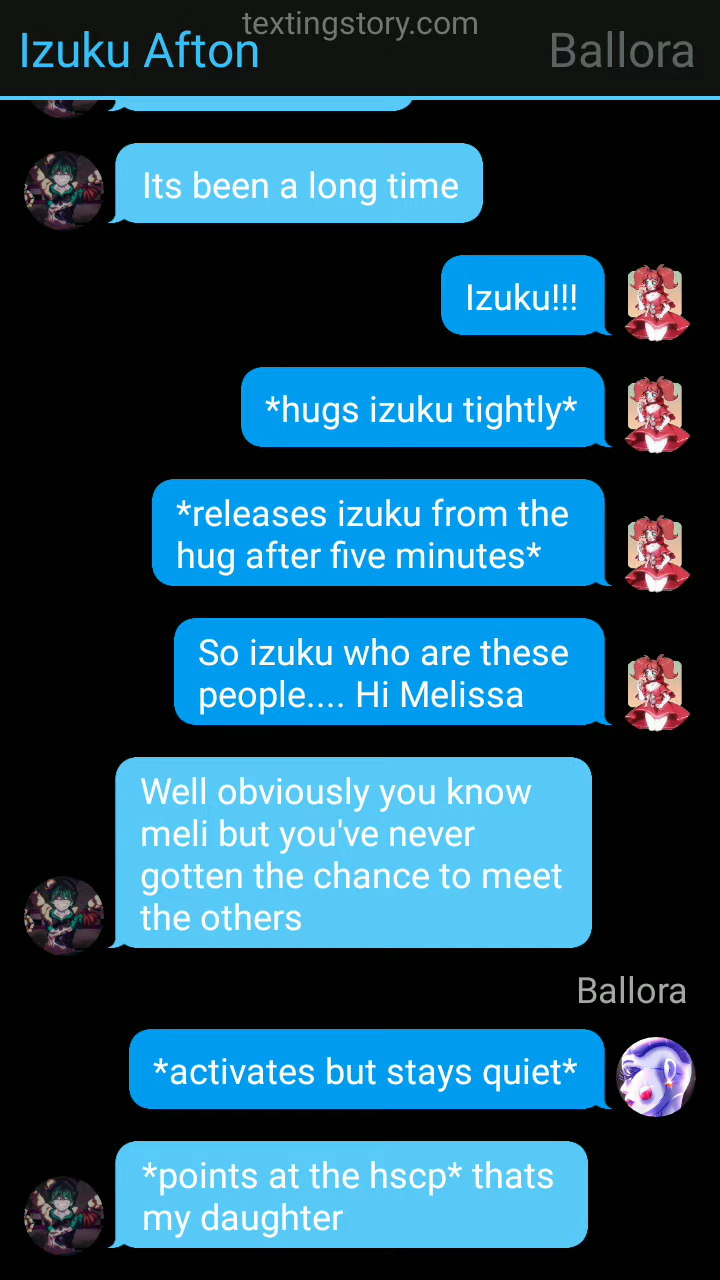 textingstory.com
Izuku Afton
Ballora
Its been a long time
Izuku!!!
*hugs izuku tightly*
*releases izuku from the
hug after five minutes*
So izuku who are these
people.... Hi Melissa
Well obviously you know
meli but you've never
gotten the chance to meet
the others
Ballora
*activates but stays quiet*
*points at the hscp* thats
my daughter